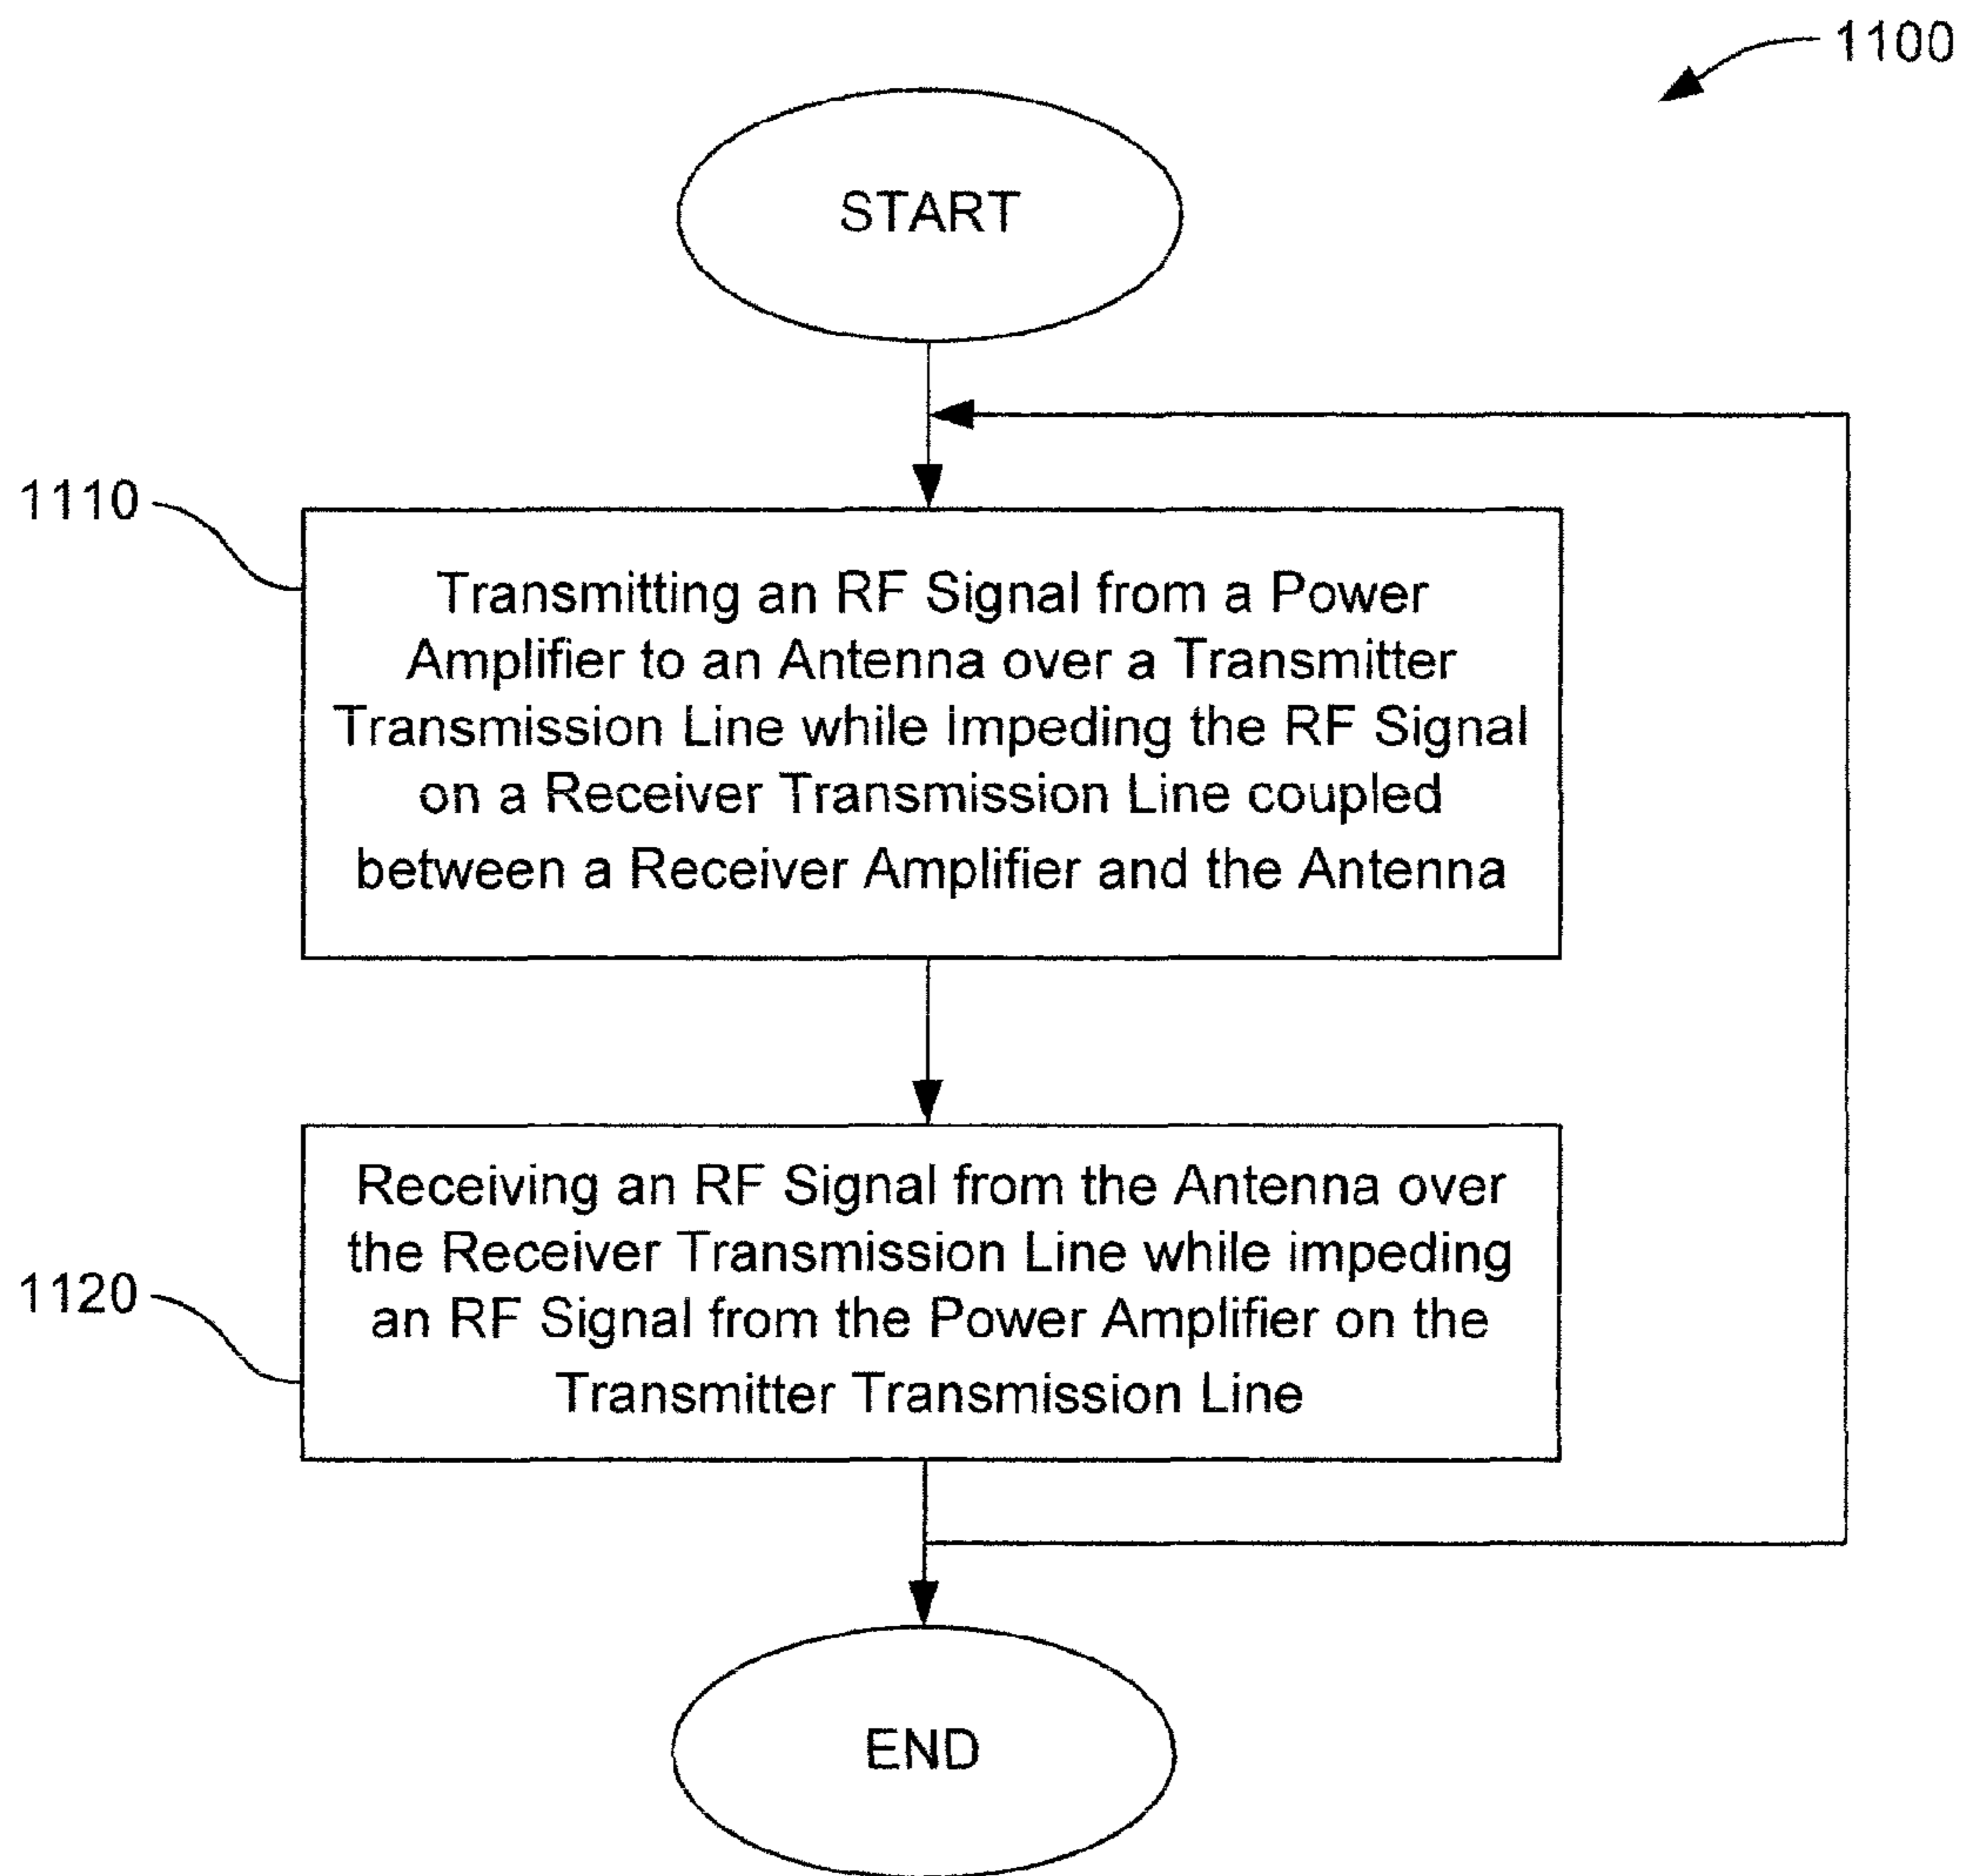 1100
START
1110
Transmitting an RF Signal from a Power
Amplifier to an Antenna over a Transmitter
Transmission Line while Impeding the RF Signal
on a Receiver Transmission Line coupled
between a Receiver Amplifier and the Antenna
Receiving an RF Signal from the Antenna over
the Receiver Transmission Line while impeding
1120
an RF Signal from the Power Amplifier on the
Transmitter Transmission Line
END